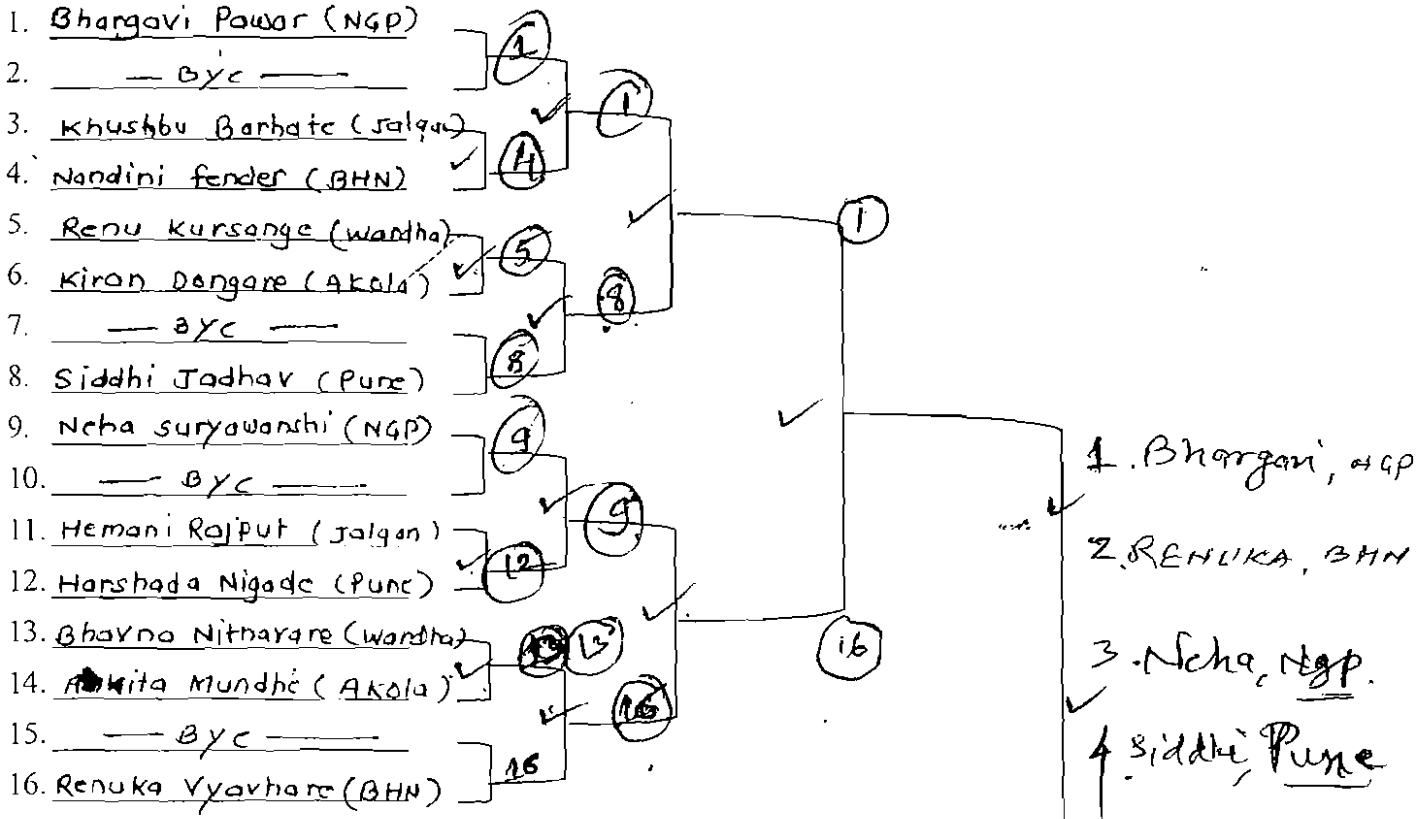 1. Bhargavi Pawar (NGP)
2. — Bye —
3. Khushbu Barhate (Jalgan)
4. Nandini fender (BHN)
5. Renu Kursange (Wardha)
6. Kiran Dongare (Akola)
7. — Bye —
8. Siddhi Jadhav (Pune)
9. Neha Suryawanshi (NGP)
10. — Bye —
11. Hemani Rajput (Jalgan)
12. Harshada Nigade (Pune)
13. Bhavna Nitnavare (Wardha)
14. Ankita Mundhe (Akola)
15. — Bye —
16. Renuka Vyavhare (BHN)
1
4
5
8
9
12
13
16
1
8
9
16
1
16
1. Bhargavi, NGP
2. RENUKA, BHN
3. Neha, Ngp.
4 Siddhi, Pune